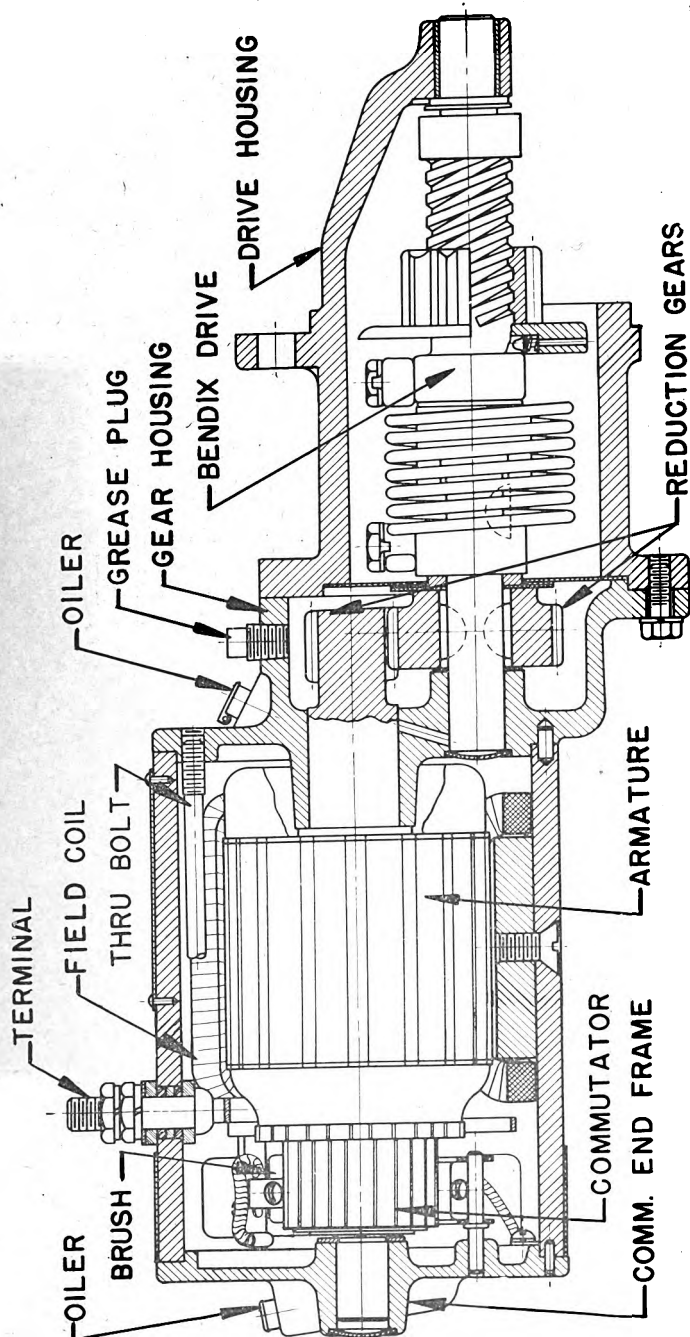 OILER
BRUSH
TERMINAL
FIELD COIL
THRU BOLT
OILER
GREASE PLUG
GEAR HOUSING
BENDIX DRIVE
DRIVE HOUSING
COMM. END FRAME
COMMUTATOR
ARMATURE
REDUCTION GEARS